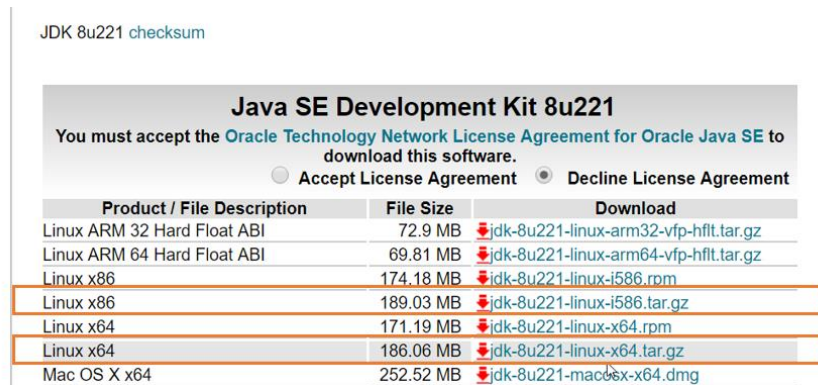 JDK 8u221 checksum
Java SE Development Kit 8u221
You must accept the Oracle Technology Network License Agreement for Oracle Java SE to
download this software.
Accept License Agreement Decline License Agreement
Product / File Description File Size Download
Linux ARM 32 Hard Float ABI 72.9 MB jdk-8u221-linux-arm32-vfp-hflt.tar.gz
Linux ARM 64 Hard Float ABI 69.81 MB jdk-8u221-linux-arm64-vfp-hflt.tar.gz
Linux x86 174.18 MB jdk-8u221-linux-i586.rpm
Linux x86 189.03 MB jdk-8u221-linux-i586.tar.gz
Linux x64 171.19 MB jdk-8u221-linux-x64.rpm
Linux x64 186.06 MB jdk-8u221-linux-x64.tar.gz
Mac OS X x64 252.52 MB jdk-8u221-macosx-x64.dmg